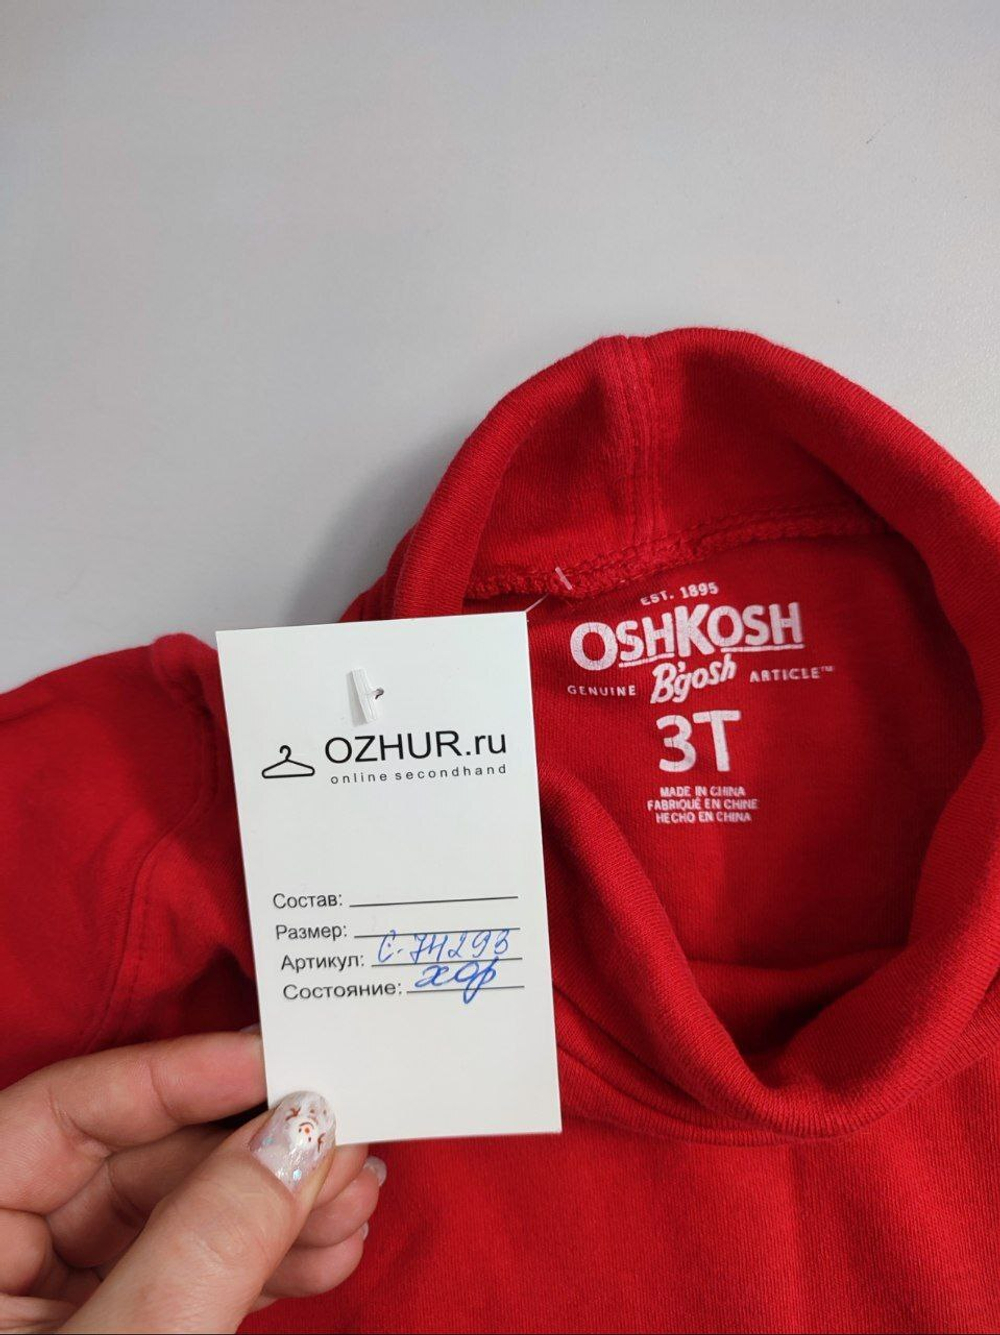 EST. 1895
OSHKOSH
B'gosh
GENUINE ARTICLE™
3T
MADE IN CHINA
FABRIQUÉ EN CHINE
HECHO EN CHINA
OZHUR.ru
online secondhand
Состав:
Размер:
Артикул: С-74293
Состояние: хор